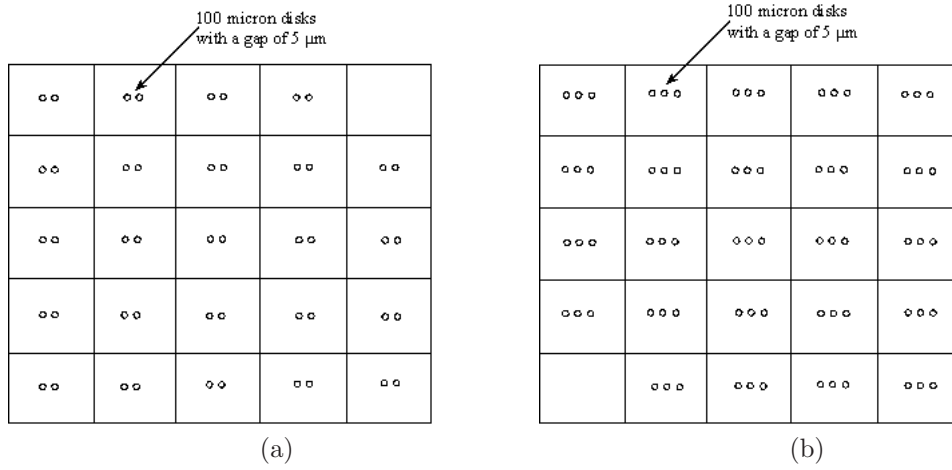 100 micron disks
with a gap of 5 µm
100 micron disks
with a gap of 5 µm
(a)
(b)